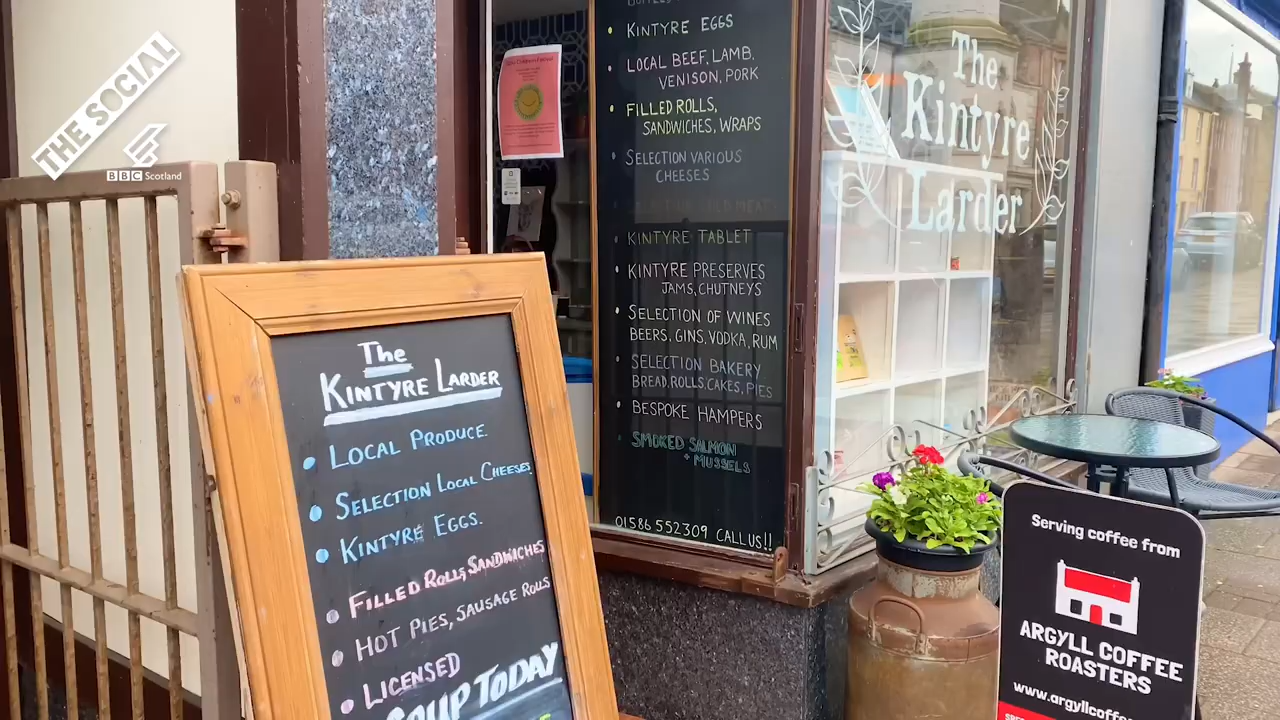 THE SOCIAL
BBC Scotland
KINTYRE EGGS
LOCAL BEEF, LAMB,
VENISON, PORK
FILLED ROLLS,
SANDWICHES, WRAPS
SELECTION VARIOUS
CHEESES
KINTYRE TABLET
KINTYRE PRESERVES
JAMS, CHUTNEYS
SELECTION OF WINES
BEERS, GINS, VODKA, RUM
SELECTION BAKERY
BREAD, ROLLS, CAKES, PIES
BESPOKE HAMPERS
SMOKED SALMON
+ MUSSELS
01586 552309 CALL US!!
The
Kintyre
Larder
The
KINTYRE LARDER
LOCAL PRODUCE.
SELECTION LOCAL CHEESES.
KINTYRE EGGS.
FILLED ROLLS, SANDWICHES
HOT PIES, SAUSAGE ROLLS
LICENSED
SOUP TODAY
Serving coffee from
ARGYLL COFFEE
ROASTERS